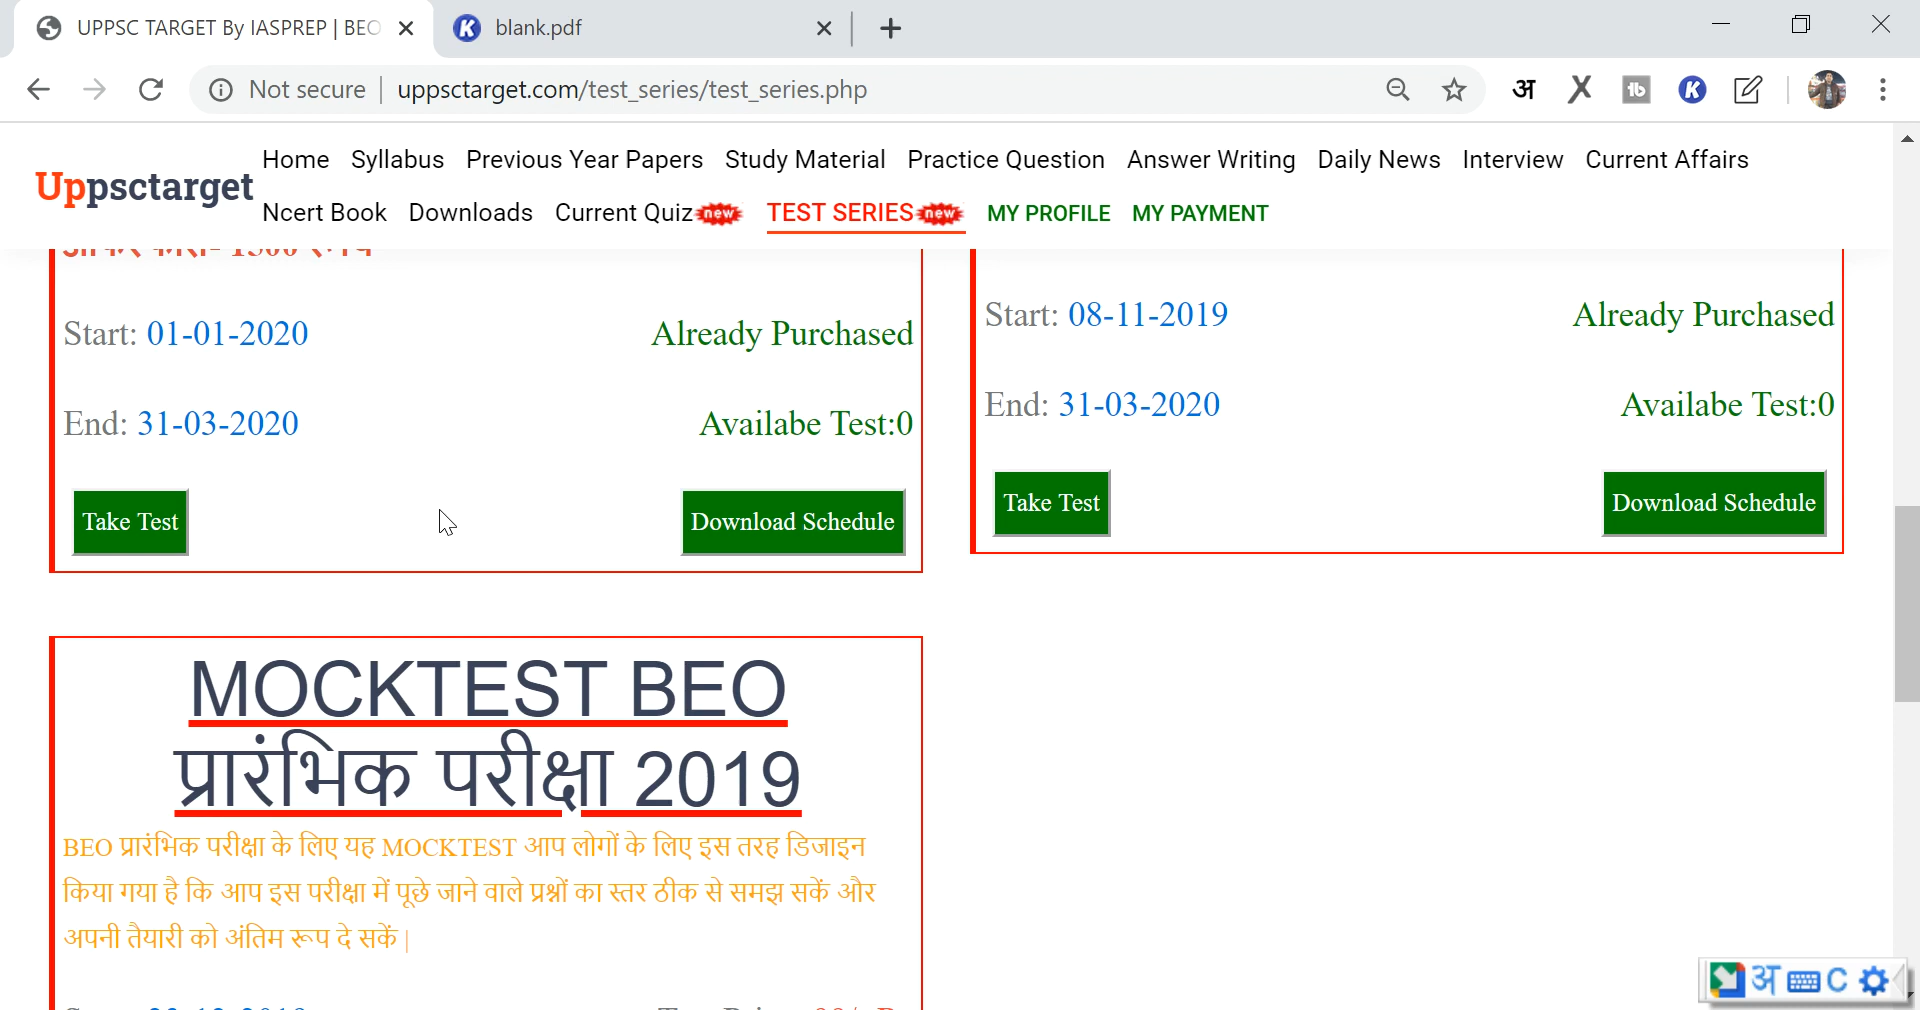 UPPSC TARGET By IASPREP | BEO
blank.pdf
Not secure
uppsctarget.com/test_series/test_series.php
Uppsctarget
Home Syllabus Previous Year Papers Study Material Practice Question Answer Writing Daily News Interview Current Affairs
Ncert Book Downloads Current Quiz new TEST SERIES new MY PROFILE MY PAYMENT
Start: 01-01-2020 Already Purchased
End: 31-03-2020 Availabe Test:0
Take Test Download Schedule
Start: 08-11-2019 Already Purchased
End: 31-03-2020 Availabe Test:0
Take Test Download Schedule
MOCKTEST BEO
प्रारंभिक परीक्षा 2019
BEO प्रारंभिक परीक्षा के लिए यह MOCKTEST आप लोगों के लिए इस तरह डिजाइन
किया गया है कि आप इस परीक्षा में पूछे जाने वाले प्रश्नों का स्तर ठीक से समझ सकें और
अपनी तैयारी को अंतिम रूप दे सकें |
अ C